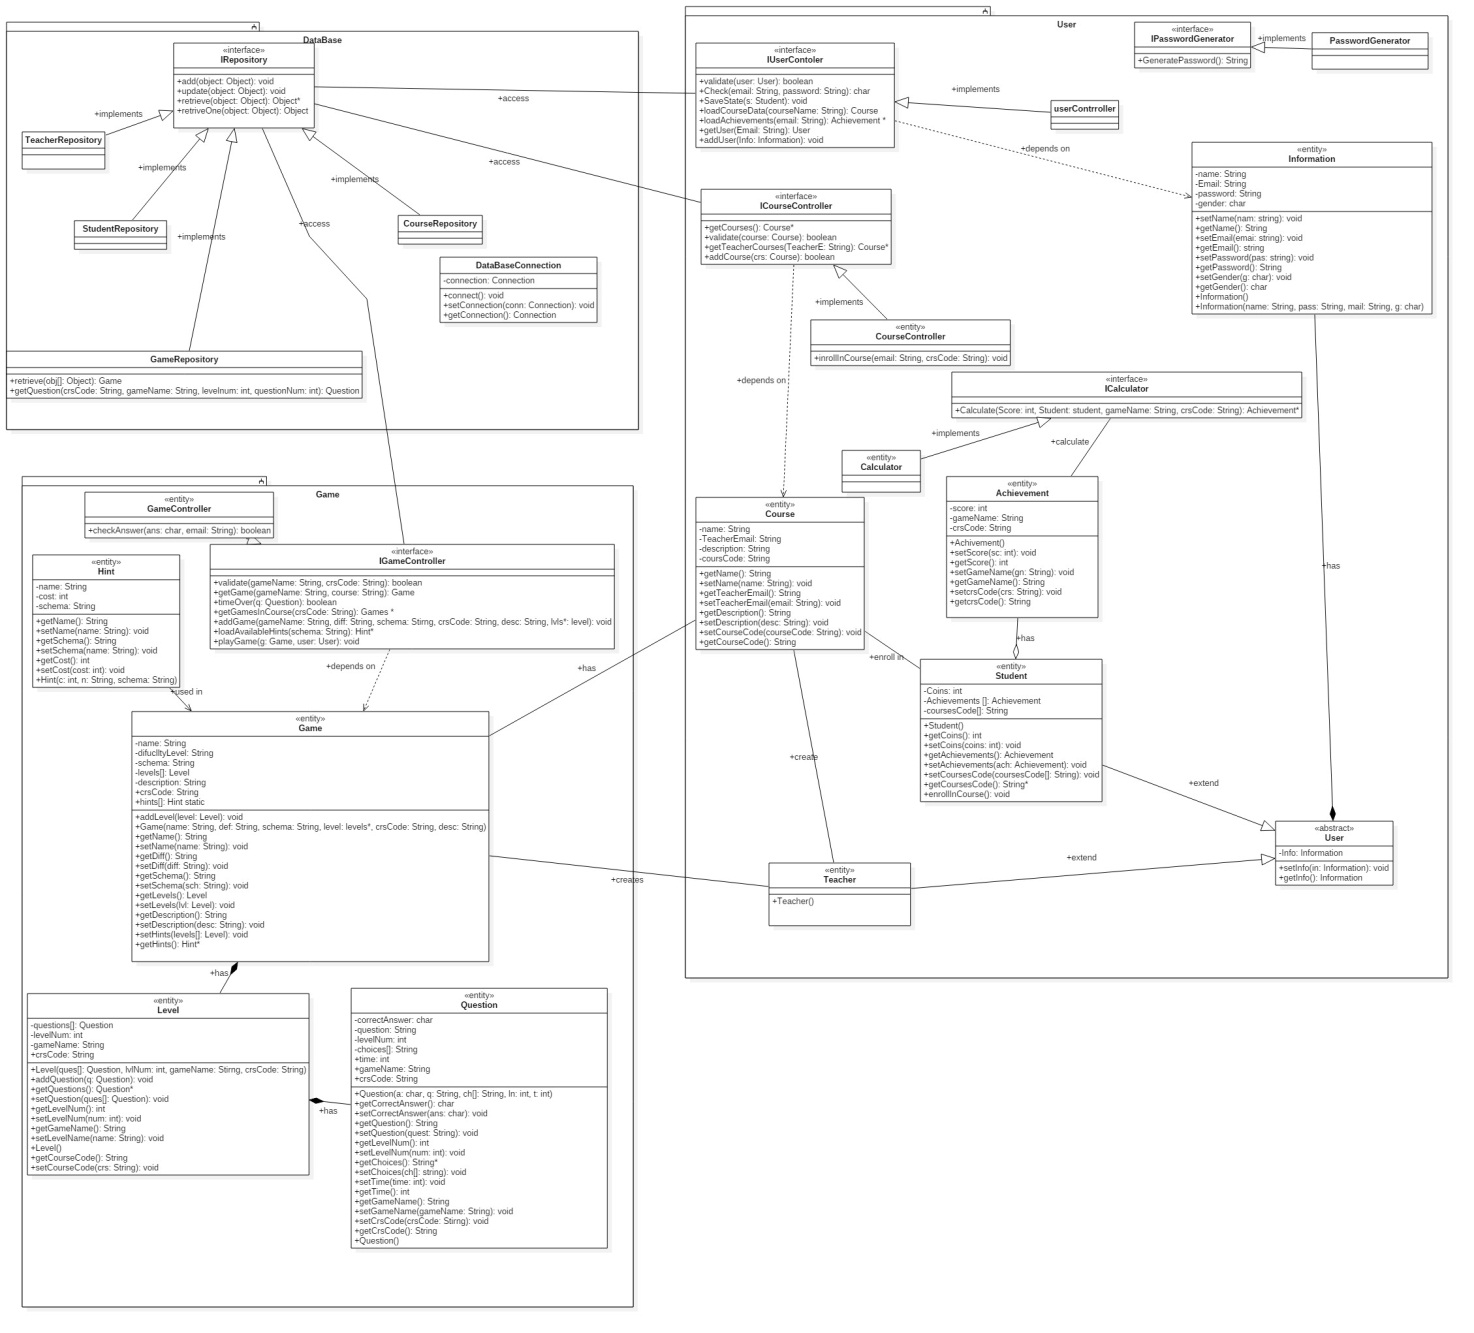 DataBase
«interface»
IRepository
+add(object: Object): void
+update(object: Object): void
+retrieve(object: Object): Object*
+retriveOne(object: Object): Object
+implements
TeacherRepository
+implements
StudentRepository
+implements
+access
+implements
CourseRepository
DataBaseConnection
-connection: Connection
+connect(): void
+setConnection(conn: Connection): void
+getConnection(): Connection
GameRepository
+retrieve(obj[]: Object): Game
+getQuestion(crsCode: String, gameName: String, levelnum: int, questionNum: int): Question
+access
+access
User
«interface»
IUserContoler
+validate(user: User): boolean
+Check(email: String, password: String): char
+SaveState(s: Student): void
+loadCourseData(courseName: String): Course
+loadAchievements(email: String): Achievement *
+getUser(Email: String): User
+addUser(Info: Information): void
«interface»
IPasswordGenerator
+GeneratePassword(): String
+implements
PasswordGenerator
+implements
userContrroller
+depends on
«entity»
Information
-name: String
-Email: String
-password: String
-gender: char
+setName(nam: string): void
+getName(): String
+setEmail(emai: string): void
+getEmail(): string
+setPassword(pas: string): void
+getPassword(): String
+setGender(g: char): void
+getGender(): char
+Information()
+Information(name: String, pass: String, mail: String, g: char)
«interface»
ICourseController
+getCourses(): Course*
+validate(course: Course): boolean
+getTeacherCourses(TeacherE: String): Course*
+addCourse(crs: Course): boolean
+implements
«entity»
CourseController
+inrollInCourse(email: String, crsCode: String): void
+depends on
«interface»
ICalculator
+Calculate(Score: int, Student: student, gameName: String, crsCode: String): Achievement*
+implements
+calculate
«entity»
Calculator
«entity»
Achievement
-score: int
-gameName: String
-crsCode: String
+Achivement()
+setScore(sc: int): void
+getScore(): int
+setGameName(gn: String): void
+getGameName(): String
+setcrsCode(crs: String): void
+getcrsCode(): String
+has
+has
«entity»
Course
-name: String
-TeacherEmail: String
-description: String
-coursCode: String
+getName(): String
+setName(name: String): void
+getTeacherEmail(): String
+setTeacherEmail(email: String): void
+getDescription(): String
+setDescription(desc: String): void
+setCourseCode(courseCode: String): void
+getCourseCode(): String
+enroll in
«entity»
Student
-Coins: int
-Achievements []: Achievement
-coursesCode[]: String
+Student()
+getCoins(): int
+setCoins(coins: int): void
+getAchievements(): Achievement
+setAchievements(ach: Achievement): void
+setCoursesCode(coursesCode[]: String): void
+getCoursesCode(): String*
+enrollInCourse(): void
+extend
+create
+has
«abstract»
User
-Info: Information
+setInfo(in: Information): void
+getInfo(): Information
+extend
«entity»
Teacher
+Teacher()
+creates
Game
«entity»
GameController
+checkAnswer(ans: char, email: String): boolean
«entity»
Hint
-name: String
-cost: int
-schema: String
+getName(): String
+setName(name: String): void
+getSchema(): String
+setSchema(name: String): void
+getCost(): int
+setCost(cost: int): void
+Hint(c: int, n: String, schema: String)
«interface»
IGameController
+validate(gameName: String, crsCode: String): boolean
+getGame(gameName: String, course: String): Game
+timeOver(q: Question): boolean
+getGamesInCourse(crsCode: String): Games *
+addGame(gameName: String, diff: String, schema: String, crsCode: String, desc: String, lvls*: level): void
+loadAvailableHints(schema: String): Hint*
+playGame(g: Game, user: User): void
+depends on
+used in
«entity»
Game
-name: String
-difuclltyLevel: String
-schema: String
-levels[]: Level
-description: String
+crsCode: String
+hints[]: Hint static
+addLevel(level: Level): void
+Game(name: String, def: String, schema: String, level: levels*, crsCode: String, desc: String)
+getName(): String
+setName(name: String): void
+getDiff(): String
+setDiff(diff: String): void
+getSchema(): String
+setSchema(sch: String): void
+getLevels(): Level
+setLevels(lvl: Level): void
+getDescription(): String
+setDescription(desc: String): void
+setHints(levels[]: Level): void
+getHints(): Hint*
+has
«entity»
Level
-questions[]: Question
-levelNum: int
-gameName: String
+crsCode: String
+Level(ques[]: Question, lvlNum: int, gameName: Stirng, crsCode: String)
+addQuestion(q: Question): void
+getQuestions(): Question*
+setQuestion(ques[]: Question): void
+getLevelNum(): int
+setLevelNum(num: int): void
+getGameName(): String
+setLevelName(name: String): void
+Level()
+getCourseCode(): String
+setCourseCode(crs: String): void
+has
«entity»
Question
-correctAnswer: char
-question: String
-levelNum: int
-choices[]: String
+time: int
+gameName: String
+crsCode: String
+Question(a: char, q: String, ch[]: String, ln: int, t: int)
+getCorrectAnswer(): char
+setCorrectAnswer(ans: char): void
+getQuestion(): String
+setQuestion(quest: String): void
+getLevelNum(): int
+setLevelNum(num: int): void
+getChoices(): String*
+setChoices(ch[]: string): void
+setTime(time: int): void
+getTime(): int
+getGameName(): String
+setGameName(gameName: String): void
+setCrsCode(crsCode: Stirng): void
+getCrsCode(): String
+Question()